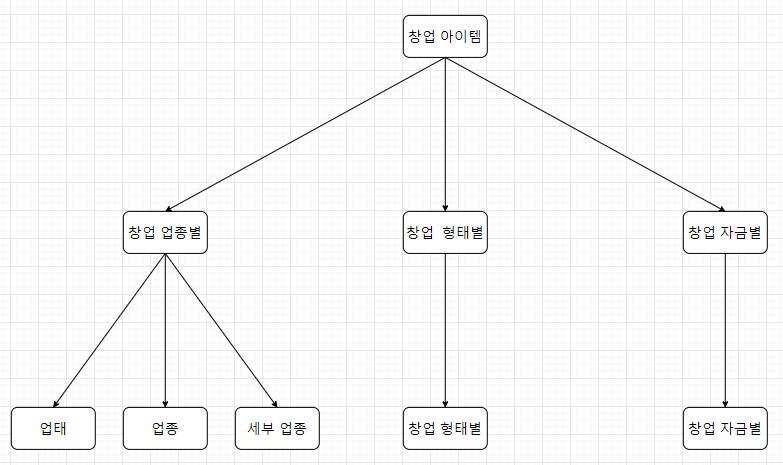 창업 아이템
창업 업종별
창업 형태별
창업 자금별
업태
업종
세부 업종
창업 형태별
창업 자금별